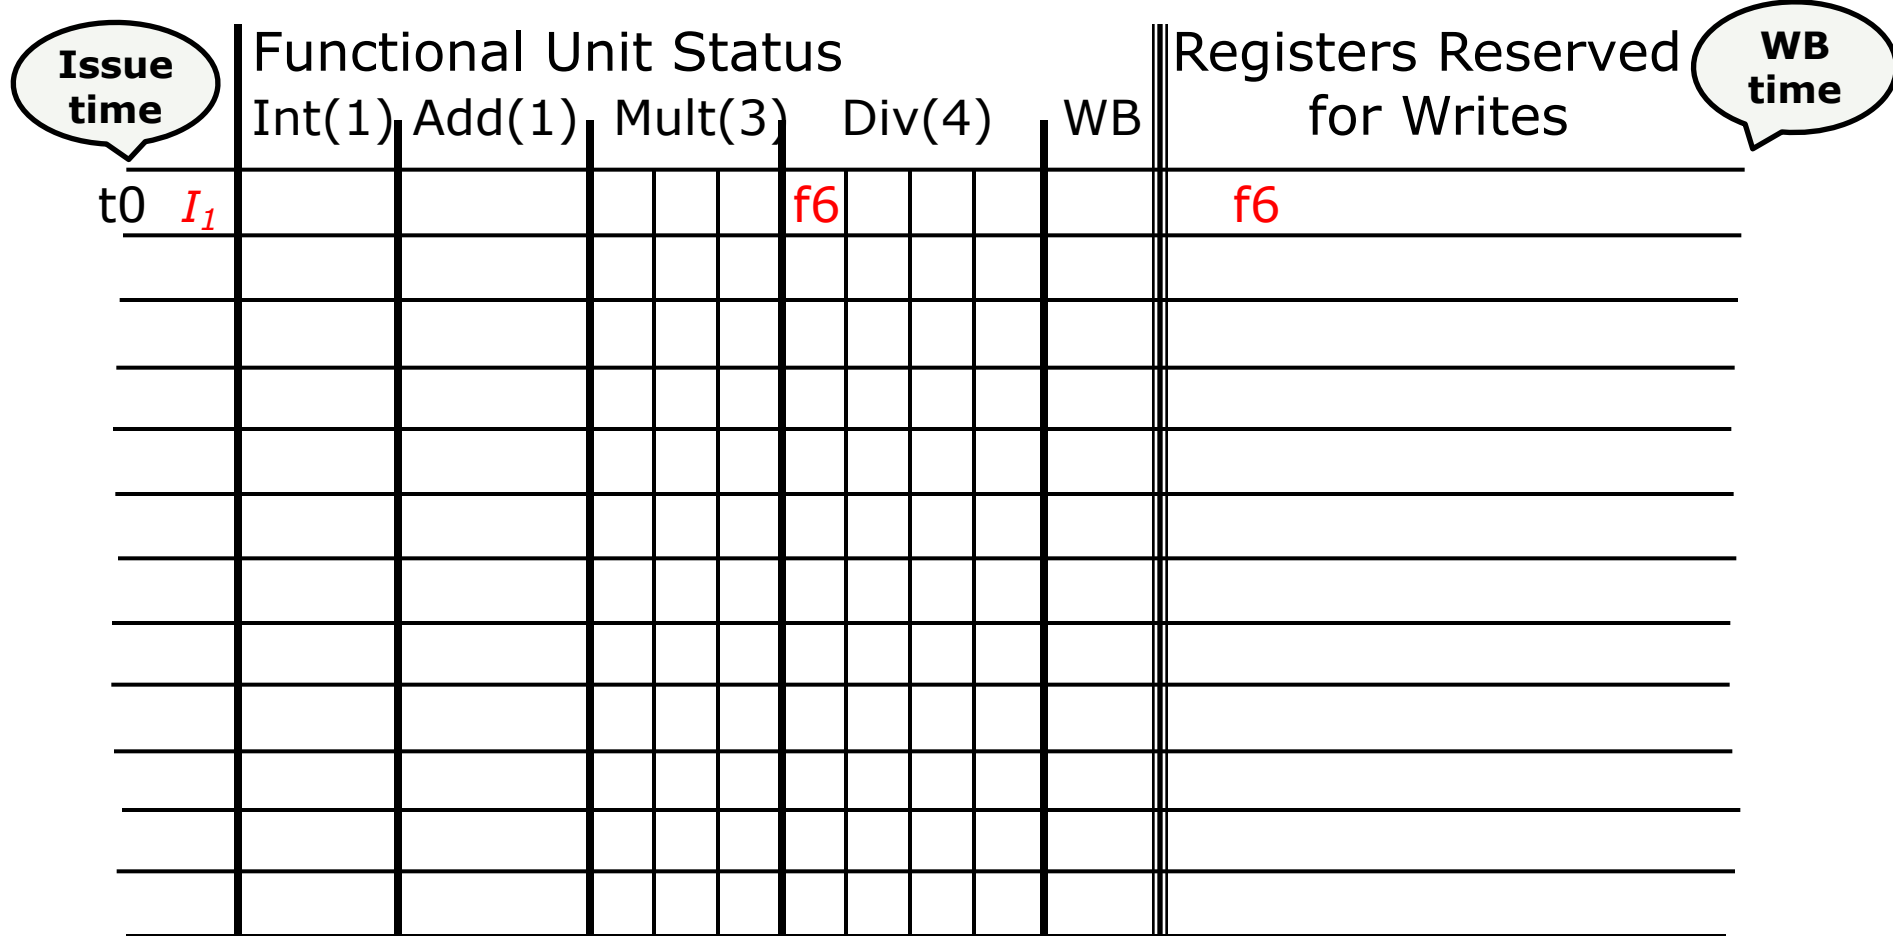 Issue
time
Functional Unit Status
Registers Reserved
for Writes
WB
time
Int(1) Add(1) Mult(3) Div(4) WB
t0 I₁ f6 f6